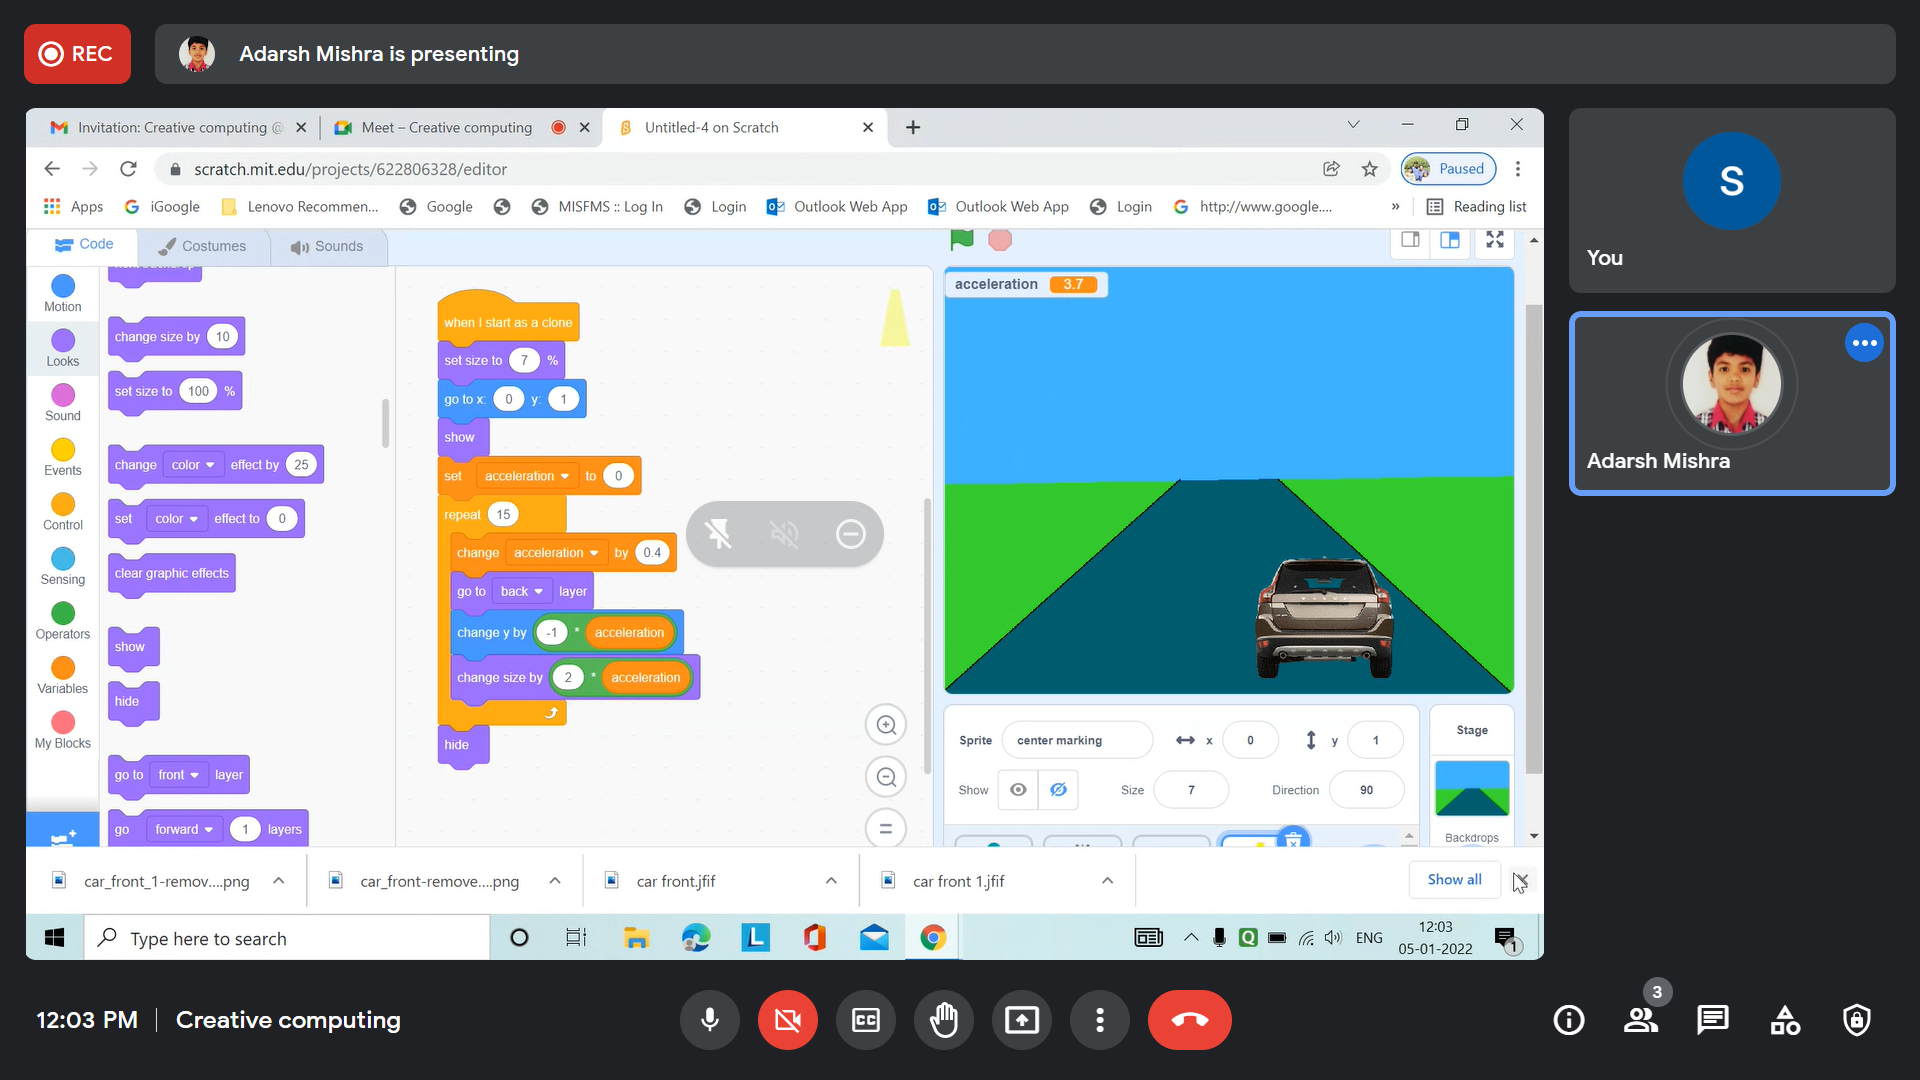 REC
Adarsh Mishra is presenting
Invitation: Creative computing @
Meet – Creative computing
Untitled-4 on Scratch
scratch.mit.edu/projects/622806328/editor
Paused
Apps
iGoogle
Lenovo Recommen...
Google
MISFMS :: Log In
Login
Outlook Web App
Outlook Web App
Login
http://www.google....
»
Reading list
Code
Costumes
Sounds
Motion
Looks
Sound
Events
Control
Sensing
Operators
Variables
My Blocks
change size by 10
set size to 100 %
change color effect by 25
set color effect to 0
clear graphic effects
show
hide
go to front layer
go forward 1 layers
when I start as a clone
set size to 7 %
go to x: 0 y: 1
show
set acceleration to 0
repeat 15
change acceleration by 0.4
go to back layer
change y by -1 * acceleration
change size by 2 * acceleration
hide
acceleration 3.7
VOLVO
Sprite center marking x 0 y 1
Show Size 7 Direction 90
Stage
Backdrops
car_front_1-remov....png
car_front-remove....png
car front.jfif
car front 1.jfif
Show all
Type here to search
L
Q
ENG
12:03
05-01-2022
1
S
You
Adarsh Mishra
12:03 PM
Creative computing
CC
3